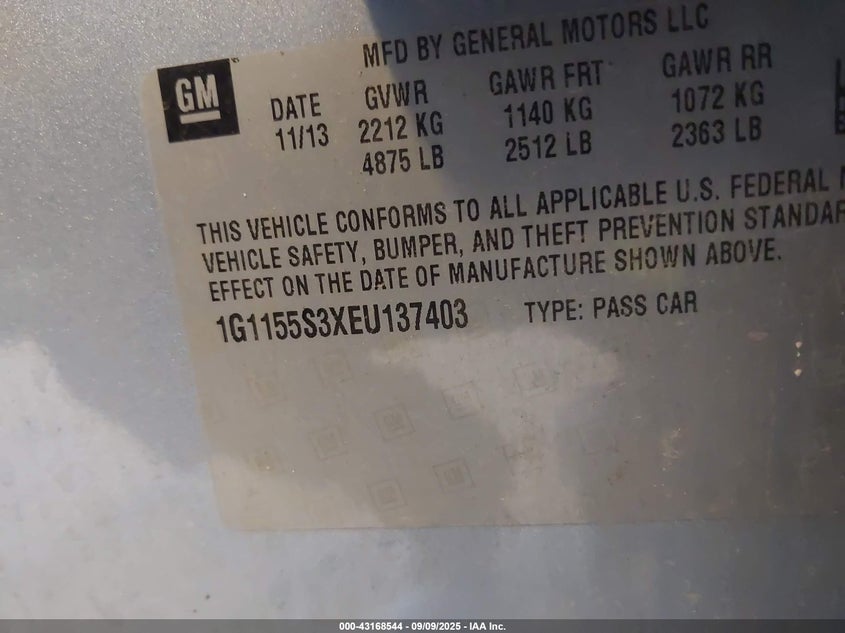 MFD BY GENERAL MOTORS LLC
GM
DATE GVWR GAWR FRT GAWR RR
11/13 2212 KG 1140 KG 1072 KG
4875 LB 2512 LB 2363 LB
THIS VEHICLE CONFORMS TO ALL APPLICABLE U.S. FEDERAL
VEHICLE SAFETY, BUMPER, AND THEFT PREVENTION STANDAR
EFFECT ON THE DATE OF MANUFACTURE SHOWN ABOVE.
1G1155S3XEU137403 TYPE: PASS CAR
000-43168544 - 09/09/2025 - IAA Inc.